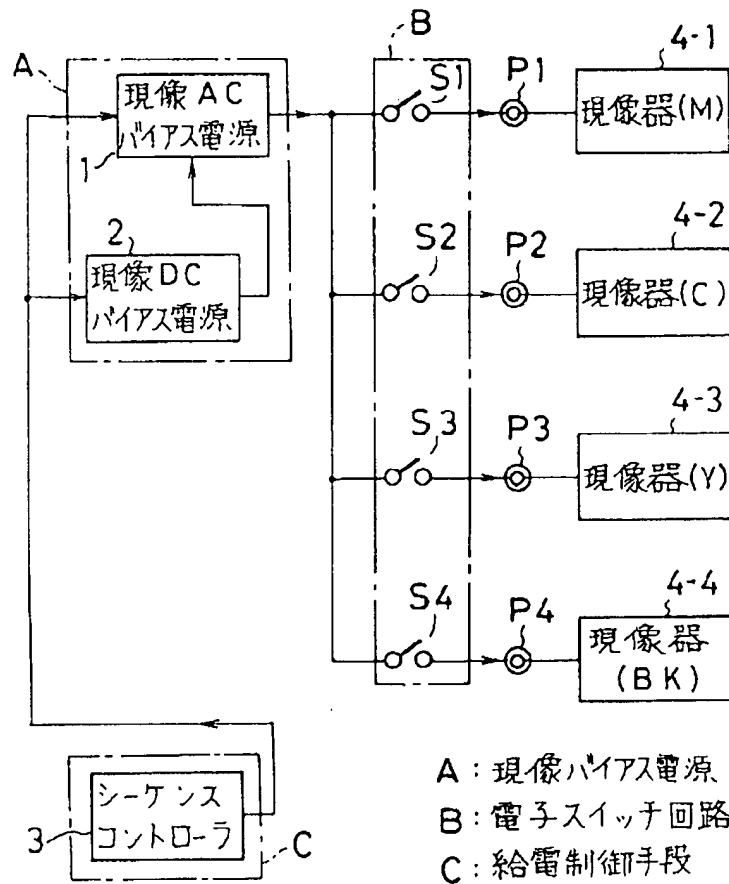 A
現像AC
バイアス電源
1
2
現像DC
バイアス電源
B
S1
P1
4-1
現像器(M)
S2
P2
4-2
現像器(C)
S3
P3
4-3
現像器(Y)
S4
P4
4-4
現像器
(BK)
シーケンス
コントローラ
3
C
A:現像バイアス電源
B:電子スイッチ回路
C:給電制御手段